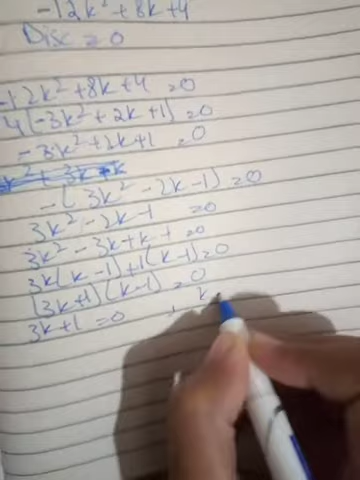 -12k² + 8k + 4
Disc = 0
-12k² + 8k + 4 = 0
4(-3k² + 2k + 1) = 0
-3k² + 2k + 1 = 0
-(3k² - 2k - 1) = 0
3k² - 2k - 1 = 0
3k² - 3k + k + = 0
3k(k - 1) + 1(k - 1) = 0
(3k + 1)(k - 1) = 0
3k + 1 = 0 , k